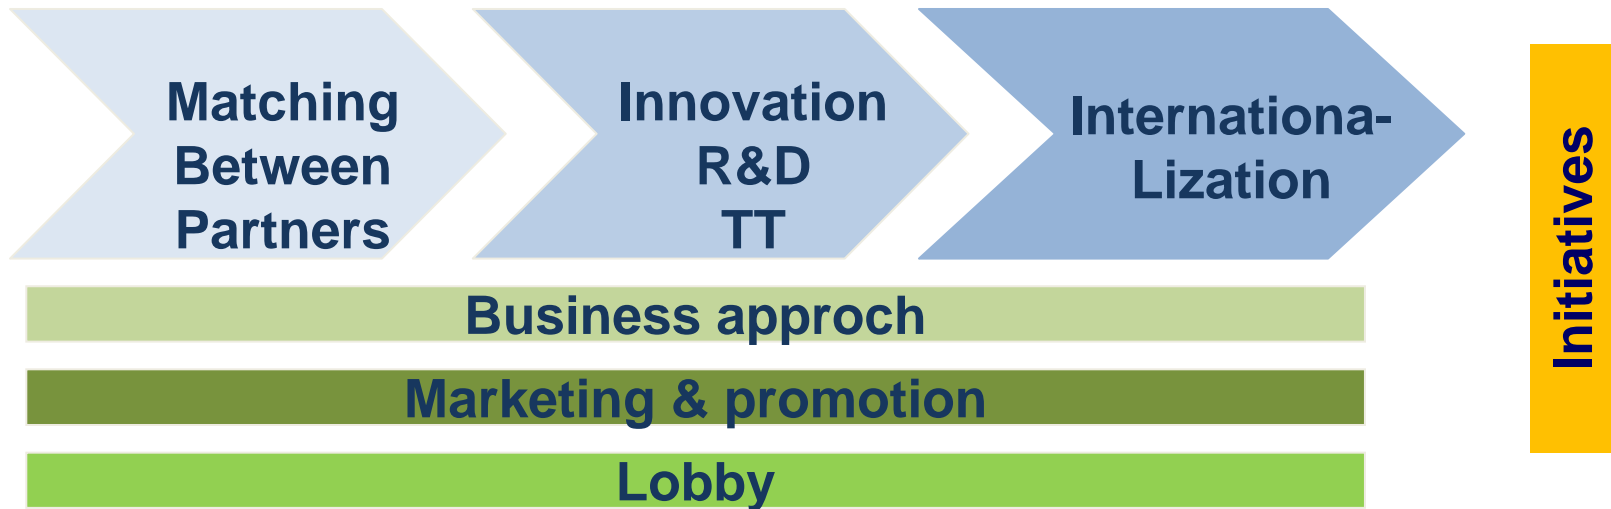 Matching
Between
Partners
Innovation
R&D
TT
Internationa-
Lization
Business approch
Marketing & promotion
Lobby
Initiatives